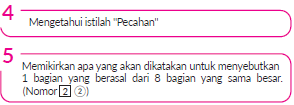 4
Mengetahui istilah "Pecahan"
5
Memikirkan apa yang akan dikatakan untuk menyebutkan
1 bagian yang berasal dari 8 bagian yang sama besar.
(Nomor 2 ②)